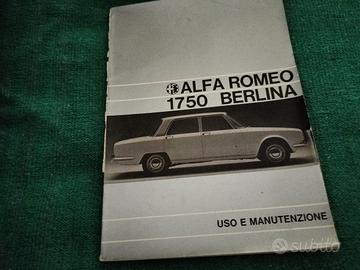 ALFA ROMEO
1750 BERLINA
USO E MANUTENZIONE
subito